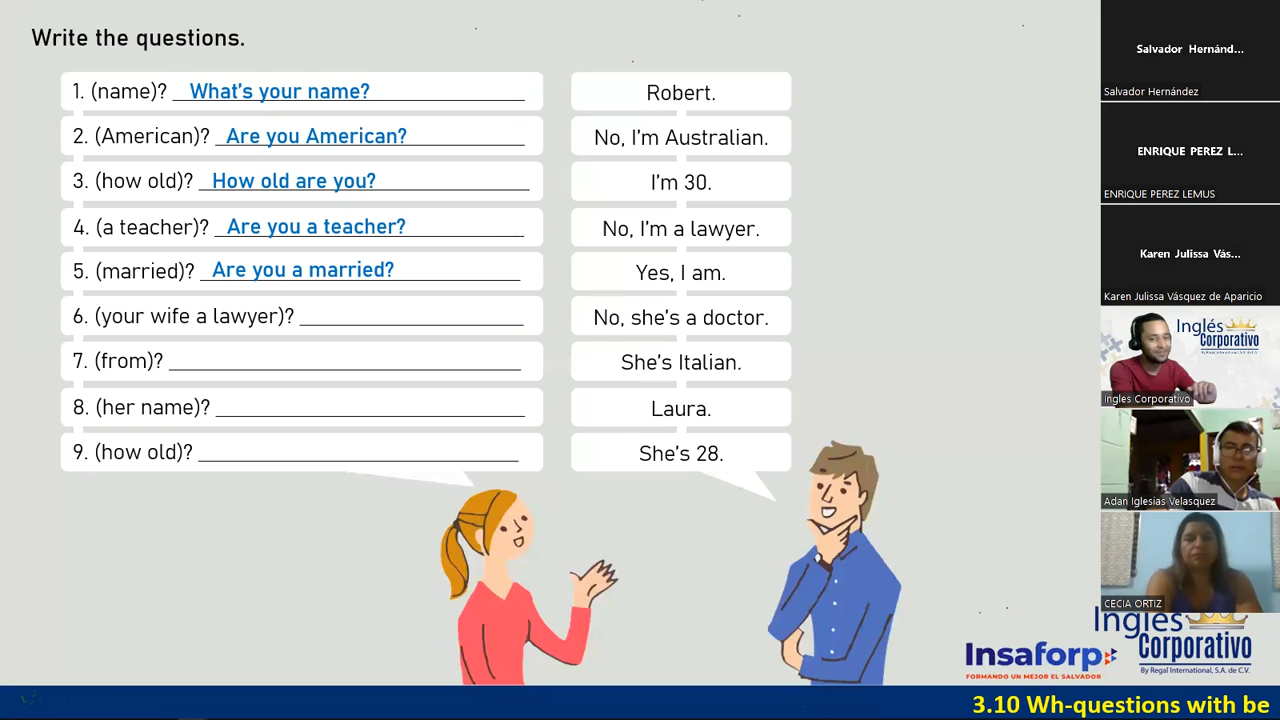 Write the questions.
1. (name)? What's your name?
Robert.
2. (American)? Are you American?
No, I'm Australian.
3. (how old)? How old are you?
I'm 30.
4. (a teacher)? Are you a teacher?
No, I'm a lawyer.
5. (married)? Are you a married?
Yes, I am.
6. (your wife a lawyer)?
No, she's a doctor.
7. (from)?
She's Italian.
8. (her name)?
Laura.
9. (how old)?
She's 28.
Salvador Hernánd...
Salvador Hernández
ENRIQUE PEREZ L...
ENRIQUE PEREZ LEMUS
Karen Julissa Vás...
Karen Julissa Vásquez de Aparicio
Inglés
Corporativo
By Regal International, S.A. de C.V.
Ingles Corporativo
Adan Iglesias Velasquez
CECIA ORTIZ
Inglés
Corporativo
By Regal International, S.A. de C.V.
Insaforp
FORMANDO UN MEJOR EL SALVADOR
3.10 Wh-questions with be